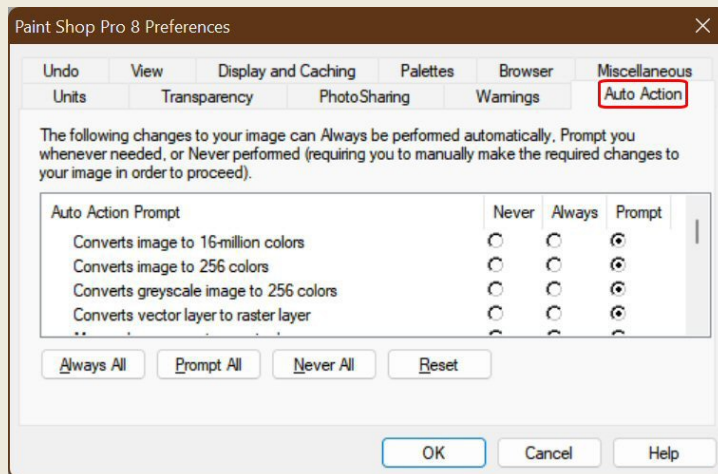 Paint Shop Pro 8 Preferences
Undo View Display and Caching Palettes Browser Miscellaneous
Units Transparency PhotoSharing Warnings Auto Action
The following changes to your image can Always be performed automatically, Prompt you
whenever needed, or Never performed (requiring you to manually make the required changes to
your image in order to proceed).
Auto Action Prompt Never Always Prompt
Converts image to 16-million colors
Converts image to 256 colors
Converts greyscale image to 256 colors
Converts vector layer to raster layer
Always All Prompt All Never All Reset
OK Cancel Help